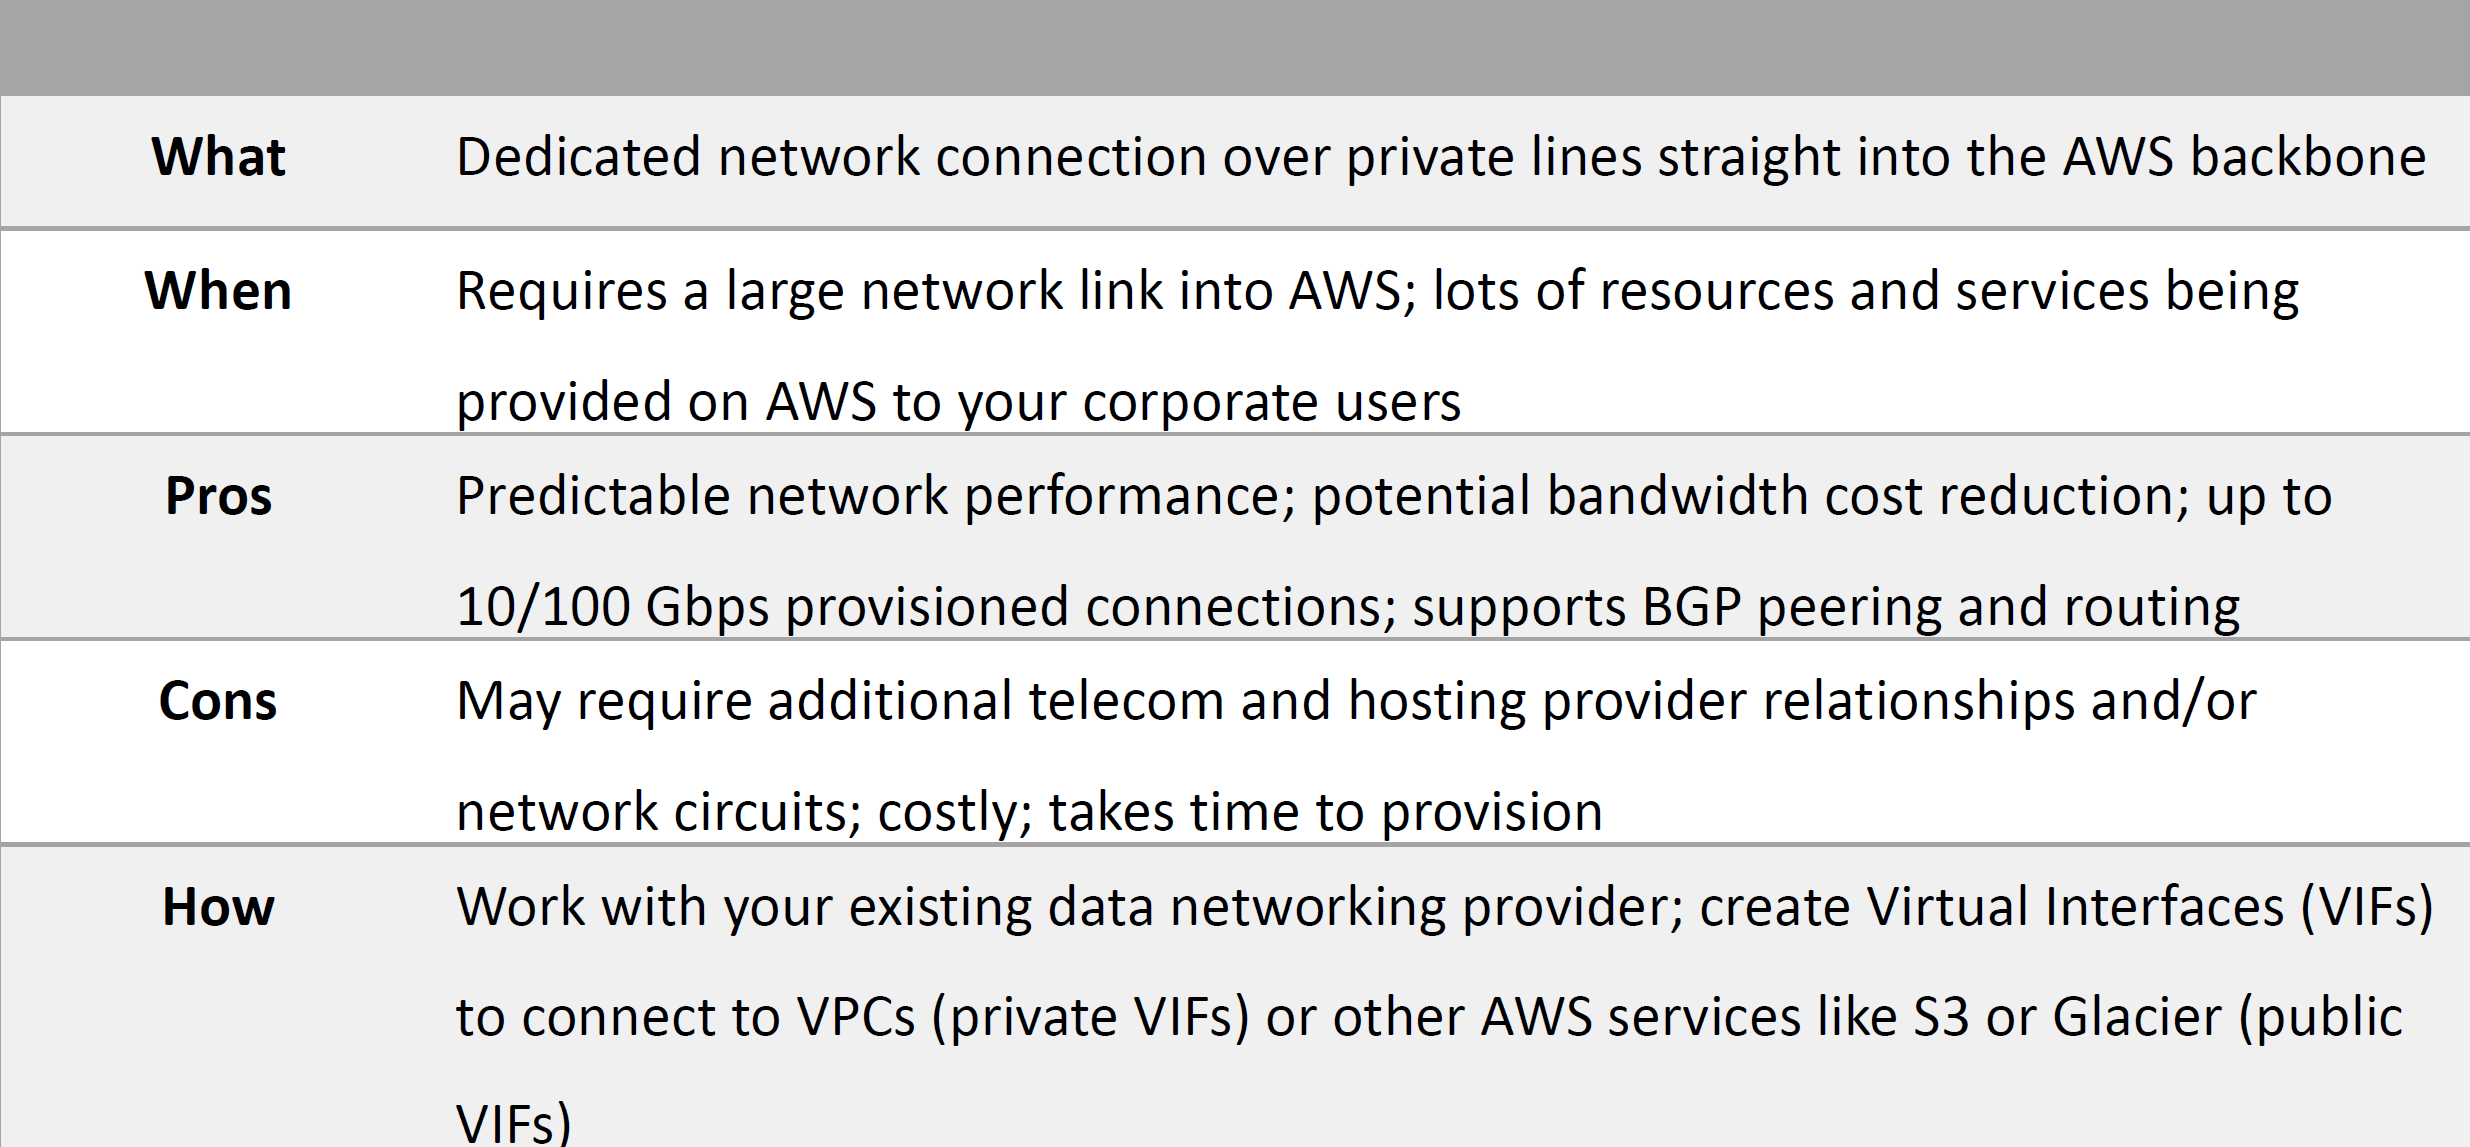 What Dedicated network connection over private lines straight into the AWS backbone
When Requires a large network link into AWS; lots of resources and services being
provided on AWS to your corporate users
Pros Predictable network performance; potential bandwidth cost reduction; up to
10/100 Gbps provisioned connections; supports BGP peering and routing
Cons May require additional telecom and hosting provider relationships and/or
network circuits; costly; takes time to provision
How Work with your existing data networking provider; create Virtual Interfaces (VIFs)
to connect to VPCs (private VIFs) or other AWS services like S3 or Glacier (public
VIFs)